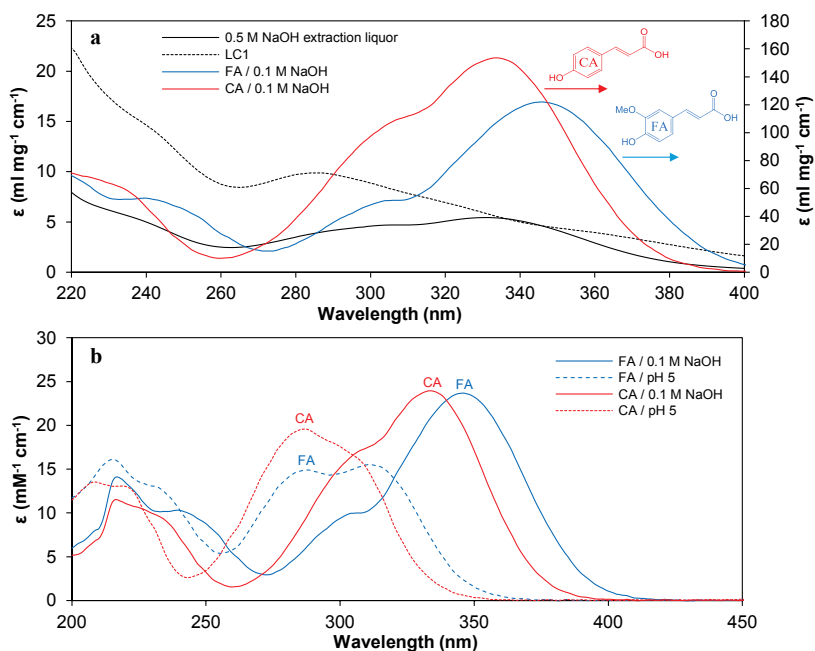 a
0.5 M NaOH extraction liquor
LC1
FA / 0.1 M NaOH
CA / 0.1 M NaOH
O
OH
HO
CA
O
OH
MeO
HO
FA
ε (ml mg⁻¹ cm⁻¹)
25
20
15
10
5
0
180
160
140
120
100
80
60
40
20
0
ε (ml mg⁻¹ cm⁻¹)
220 240 260 280 300 320 340 360 380 400
Wavelength (nm)
b
FA / 0.1 M NaOH
FA / pH 5
CA / 0.1 M NaOH
CA / pH 5
CA
FA
CA
FA
ε (mM⁻¹ cm⁻¹)
30
25
20
15
10
5
0
200 250 300 350 400 450
Wavelength (nm)